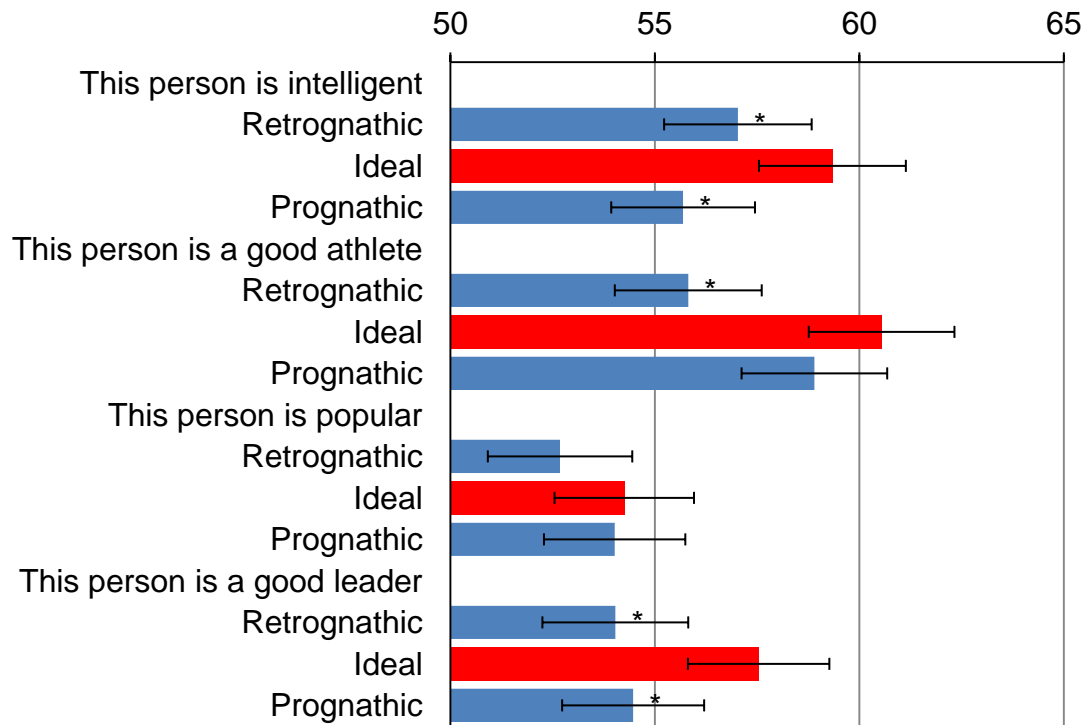 50 55 60 65
This person is intelligent
Retrognathic *
Ideal
Prognathic *
This person is a good athlete
Retrognathic *
Ideal
Prognathic
This person is popular
Retrognathic
Ideal
Prognathic
This person is a good leader
Retrognathic *
Ideal
Prognathic *